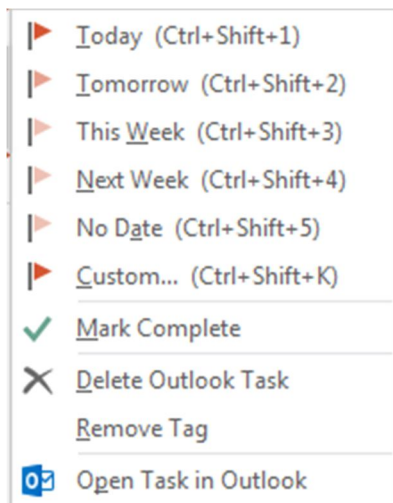 Today (Ctrl+Shift+1)
Tomorrow (Ctrl+Shift+2)
This Week (Ctrl+Shift+3)
Next Week (Ctrl+Shift+4)
No Date (Ctrl+Shift+5)
Custom... (Ctrl+Shift+K)
Mark Complete
Delete Outlook Task
Remove Tag
Open Task in Outlook